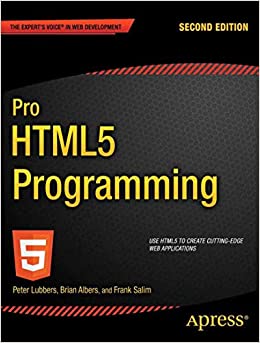 THE EXPERT'S VOICE® IN WEB DEVELOPMENT
SECOND EDITION
Pro
HTML5
Programming
5
USE HTML5 TO CREATE CUTTING-EDGE
WEB APPLICATIONS
Peter Lubbers, Brian Albers, and Frank Salim
Apress®